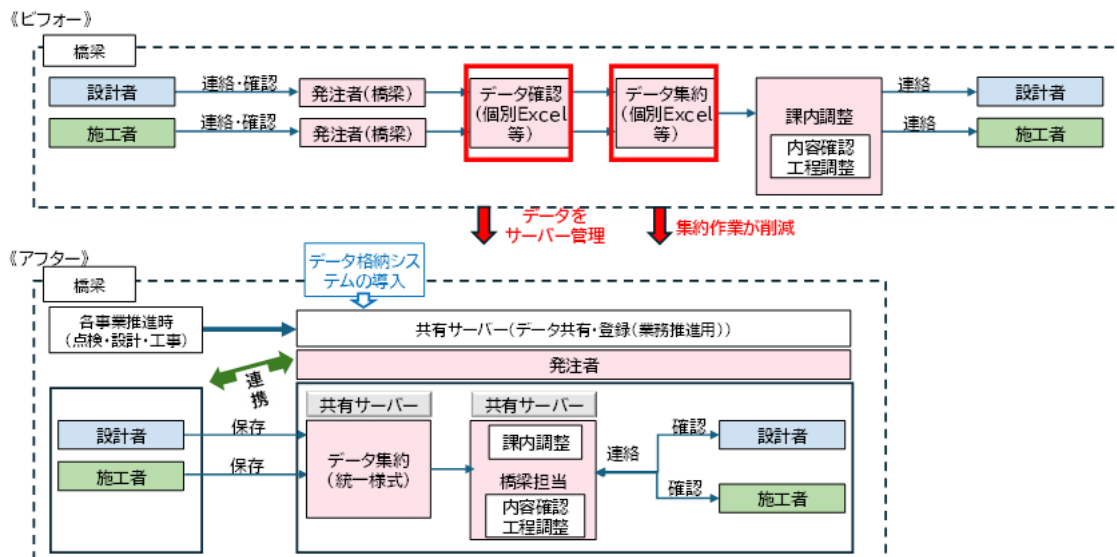 《ビフォー》
橋梁
設計者
連絡・確認
発注者(橋梁)
施工者
連絡・確認
発注者(橋梁)
データ確認
(個別Excel
等)
データ集約
(個別Excel
等)
課内調整
内容確認
工程調整
連絡
設計者
連絡
施工者
データを
サーバー管理
集約作業が削減
《アフター》
橋梁
データ格納シス
テムの導入
各事業推進時
(点検・設計・工事)
共有サーバー(データ共有・登録(業務推進用))
発注者
連携
設計者
保存
施工者
保存
共有サーバー
データ集約
(統一様式)
共有サーバー
課内調整
橋梁担当
内容確認
工程調整
連絡
確認
設計者
確認
施工者